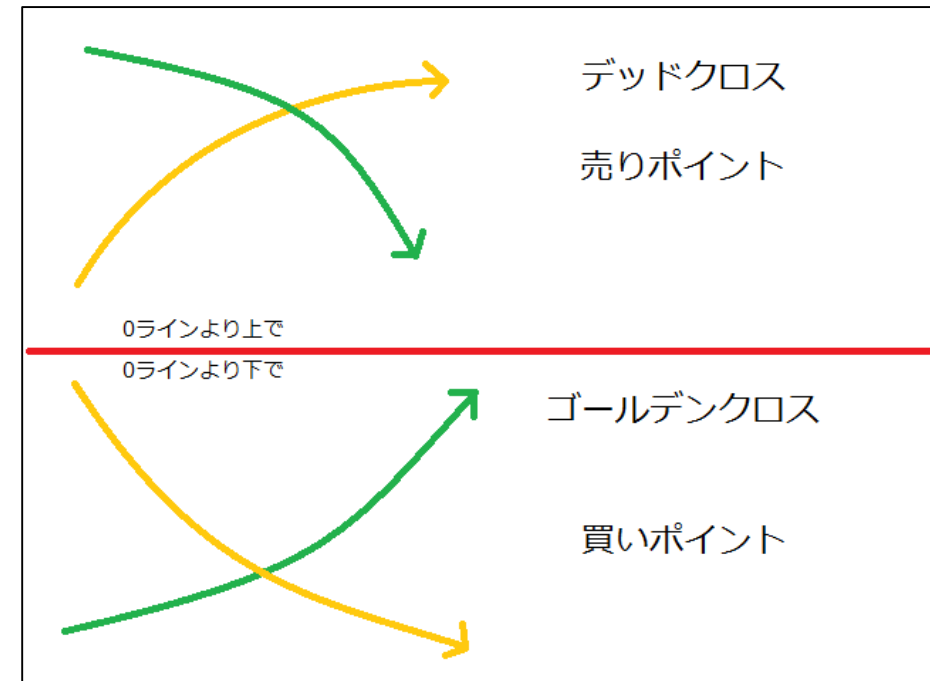 デッドクロス
売りポイント
0ラインより上で
0ラインより下で
ゴールデンクロス
買いポイント